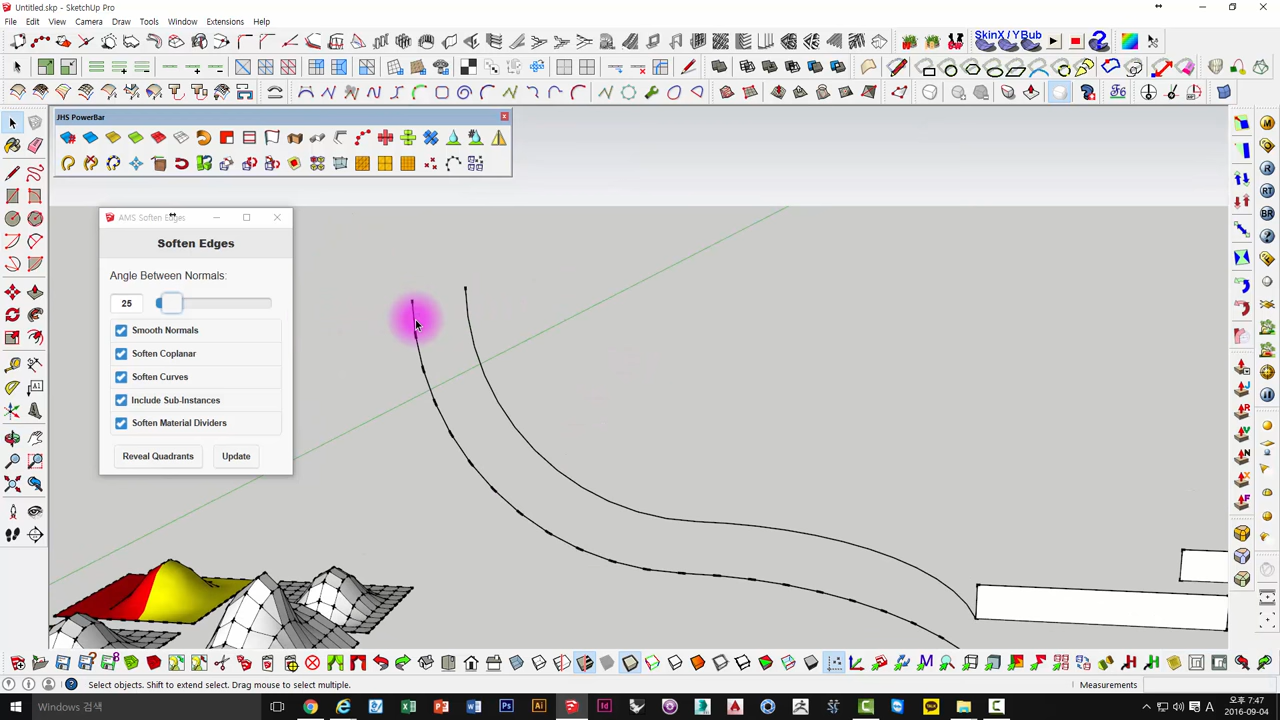 Untitled.skp - SketchUp Pro
File Edit View Camera Draw Tools Window Extensions Help
SkinX / YBub
JHS PowerBar
AMS Soften Edges
Soften Edges
Angle Between Normals:
25
Smooth Normals
Soften Coplanar
Soften Curves
Include Sub-Instances
Soften Material Dividers
Reveal Quadrants Update
Select objects. Shift to extend select. Drag mouse to select multiple.
Measurements
Windows 검색
오후 7:47
2016-09-04